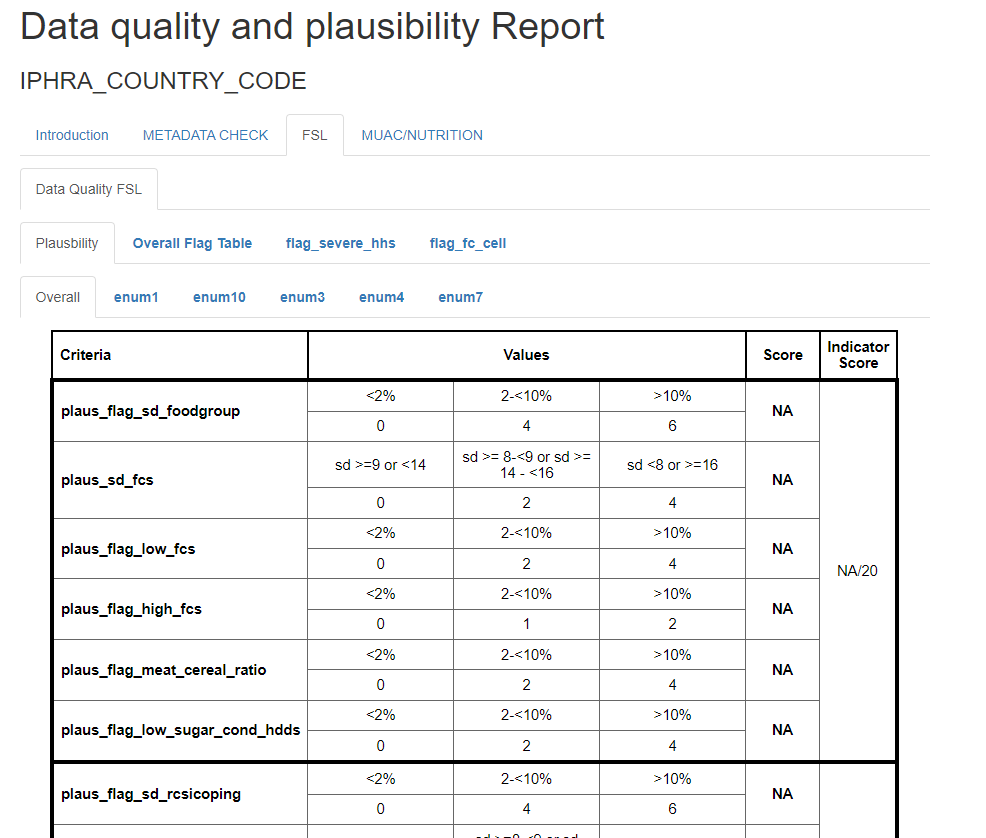 Data quality and plausibility Report
IPHRA_COUNTRY_CODE
Introduction METADATA CHECK FSL MUAC/NUTRITION
Data Quality FSL
Plausbility Overall Flag Table flag_severe_hhs flag_fc_cell
Overall enum1 enum10 enum3 enum4 enum7
Criteria Values Score Indicator Score
plaus_flag_sd_foodgroup <2% 2-<10% >10% NA
0 4 6
plaus_sd_fcs sd >=9 or <14 sd >= 8-<9 or sd >= 14 - <16 sd <8 or >=16 NA
0 2 4
plaus_flag_low_fcs <2% 2-<10% >10% NA
0 2 4
NA/20
plaus_flag_high_fcs <2% 2-<10% >10% NA
0 1 2
plaus_flag_meat_cereal_ratio <2% 2-<10% >10% NA
0 2 4
plaus_flag_low_sugar_cond_hdds <2% 2-<10% >10% NA
0 2 4
plaus_flag_sd_rcsicoping <2% 2-<10% >10% NA
0 4 6